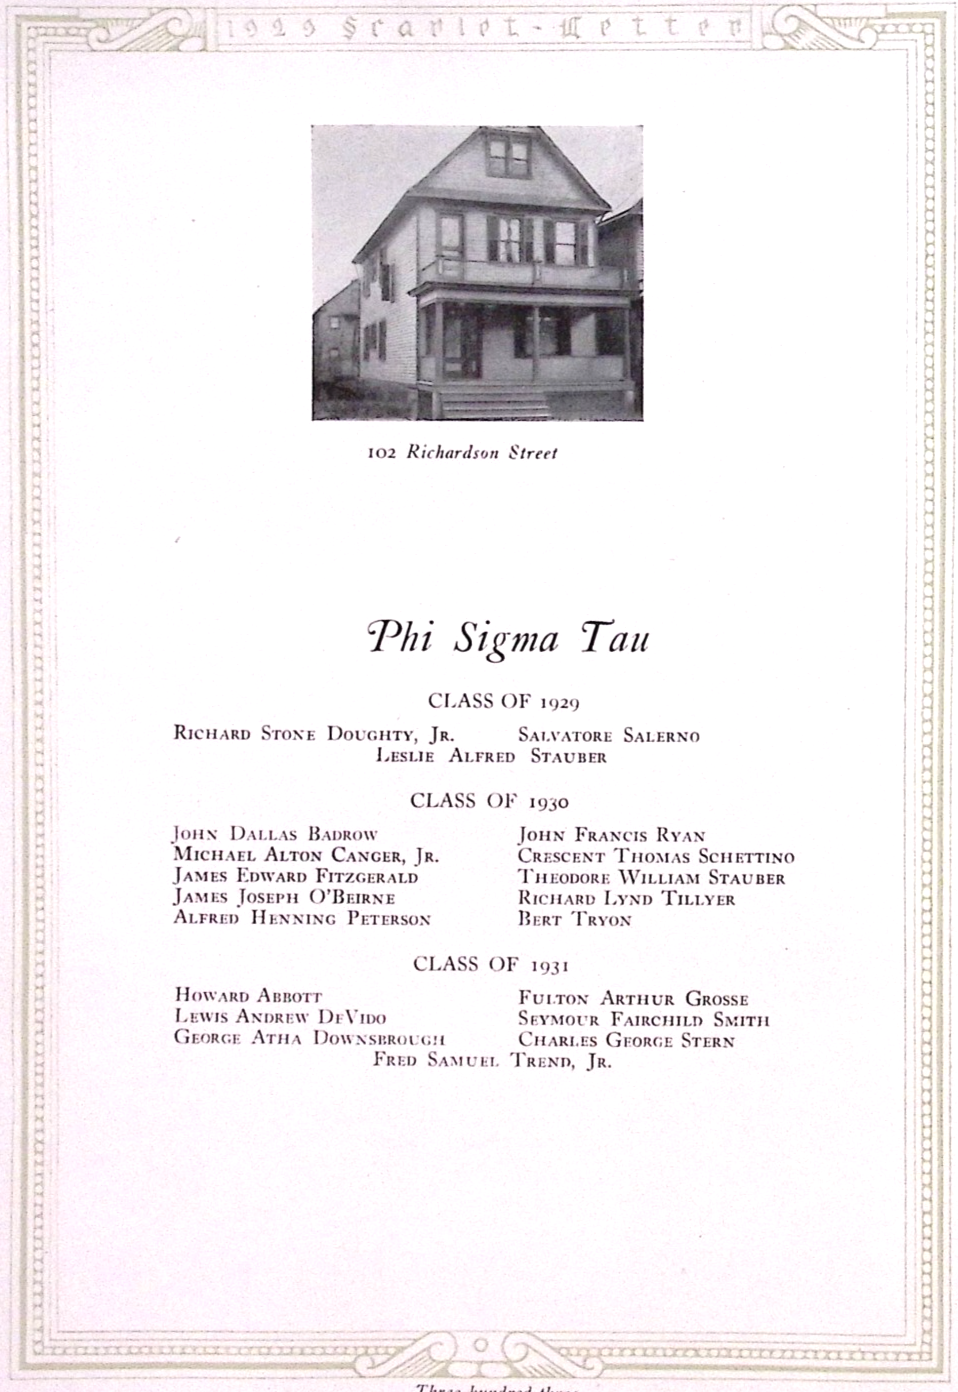 1929 Scarlet-Letter
102 Richardson Street
Phi Sigma Tau
CLASS OF 1929
RICHARD STONE DOUGHTY, JR. SALVATORE SALERNO
LESLIE ALFRED STAUBER
CLASS OF 1930
JOHN DALLAS BADROW JOHN FRANCIS RYAN
MICHAEL ALTON CANGER, JR. CRESCENT THOMAS SCHETTINO
JAMES EDWARD FITZGERALD THEODORE WILLIAM STAUBER
JAMES JOSEPH O'BEIRNE RICHARD LYND TILLYER
ALFRED HENNING PETERSON BERT TRYON
CLASS OF 1931
HOWARD ABBOTT FULTON ARTHUR GROSSE
LEWIS ANDREW DEVIDO SEYMOUR FAIRCHILD SMITH
GEORGE ATHA DOWNSBROUGH CHARLES GEORGE STERN
FRED SAMUEL TREND, JR.
Three hundred three